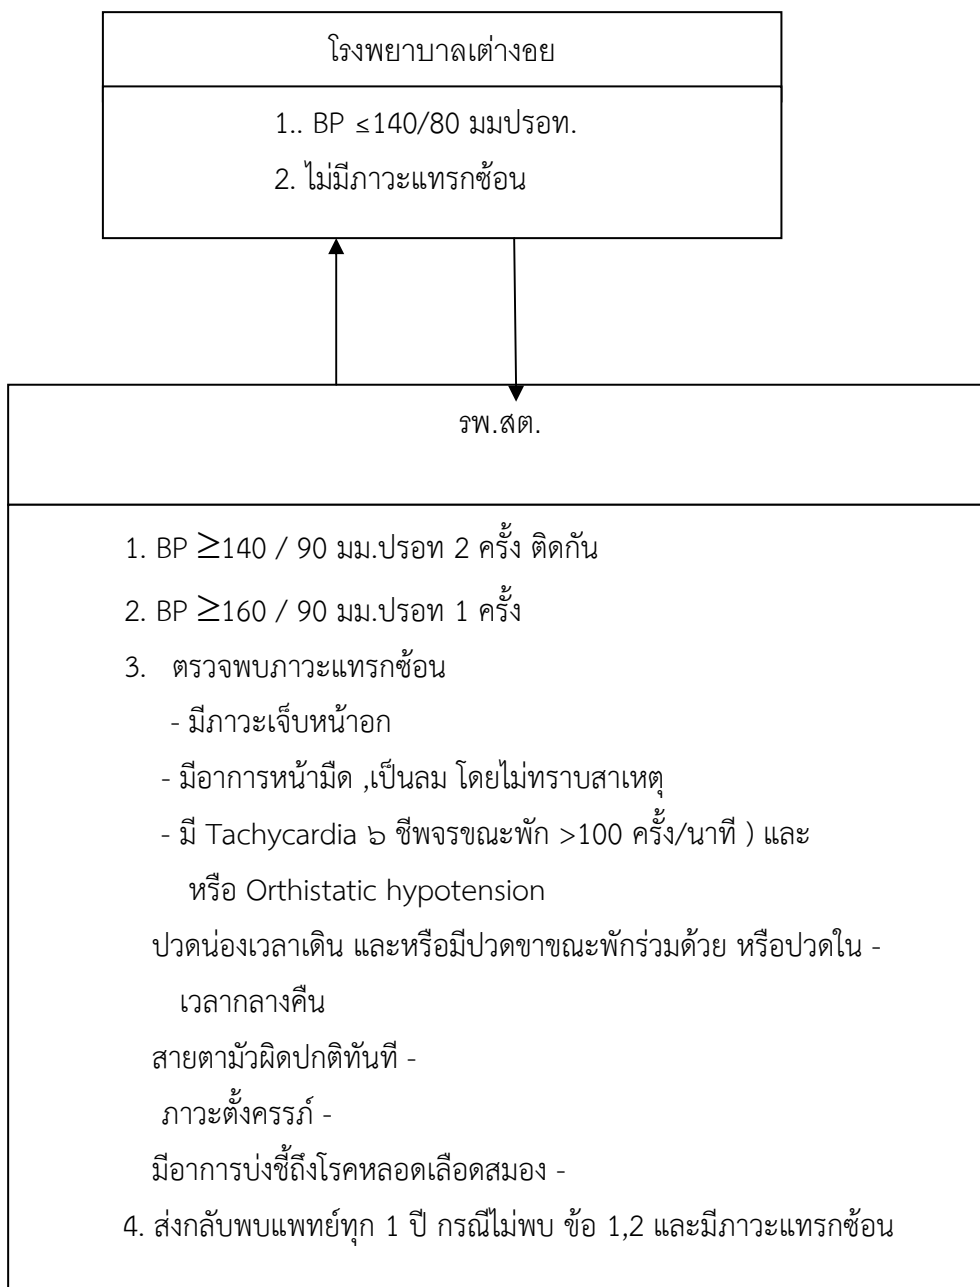 โรงพยาบาลเต่างอย
1.. BP ≤140/80 มมปรอท.
2. ไม่มีภาวะแทรกซ้อน
รพ.สต.
1. BP ≥140 / 90 มม.ปรอท 2 ครั้ง ติดกัน
2. BP ≥160 / 90 มม.ปรอท 1 ครั้ง
3. ตรวจพบภาวะแทรกซ้อน
- มีภาวะเจ็บหน้าอก
- มีอาการหน้ามืด ,เป็นลม โดยไม่ทราบสาเหตุ
- มี Tachycardia ๖ ชีพจรขณะพัก >100 ครั้ง/นาที ) และ
หรือ Orthistatic hypotension
ปวดน่องเวลาเดิน และหรือมีปวดขาขณะพักร่วมด้วย หรือปวดใน -
เวลากลางคืน
สายตามัวผิดปกติทันที -
ภาวะตั้งครรภ์ -
มีอาการบ่งชี้ถึงโรคหลอดเลือดสมอง -
4. ส่งกลับพบแพทย์ทุก 1 ปี กรณีไม่พบ ข้อ 1,2 และมีภาวะแทรกซ้อน